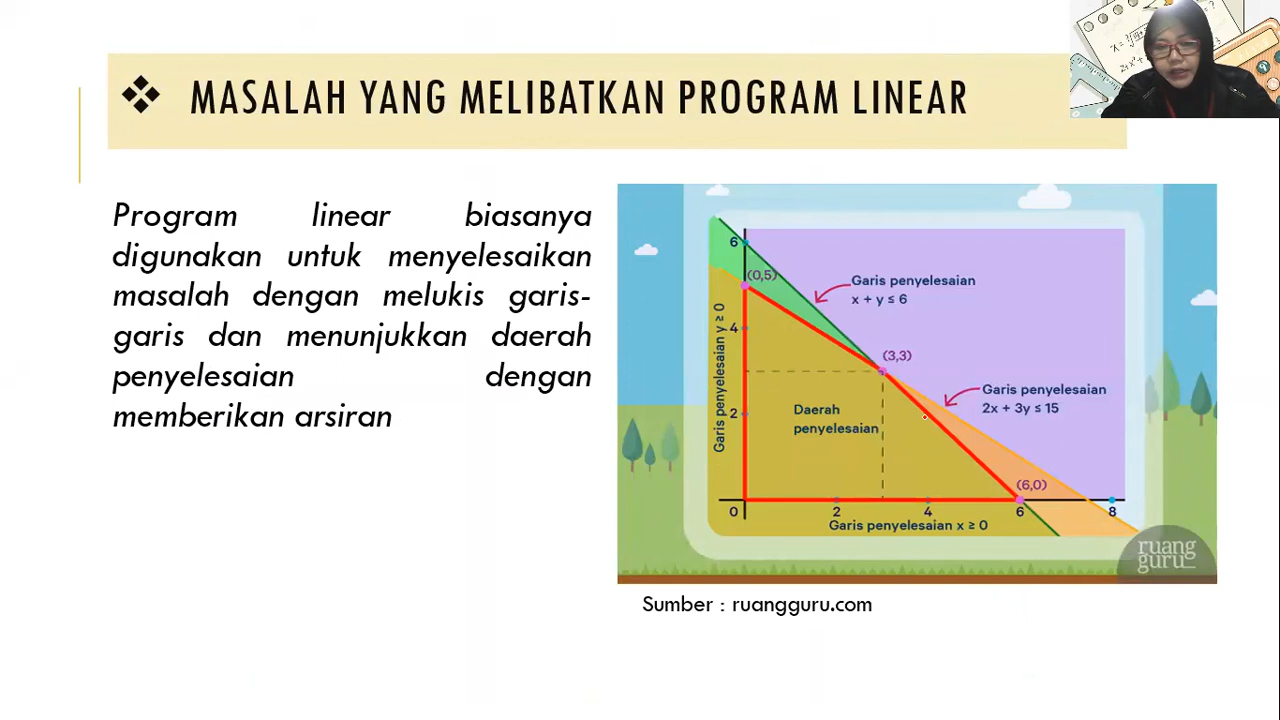 MASALAH YANG MELIBATKAN PROGRAM LINEAR
Program linear biasanya
digunakan untuk menyelesaikan
masalah dengan melukis garis-
garis dan menunjukkan daerah
penyelesaian dengan
memberikan arsiran
6
(0,5)
Garis penyelesaian
x + y ≤ 6
4
(3,3)
Garis penyelesaian
2x + 3y ≤ 15
Garis penyelesaian y ≥ 0
2
Daerah
penyelesaian
(6,0)
0 2 4 6 8
Garis penyelesaian x ≥ 0
ruang
guru
Sumber : ruangguru.com